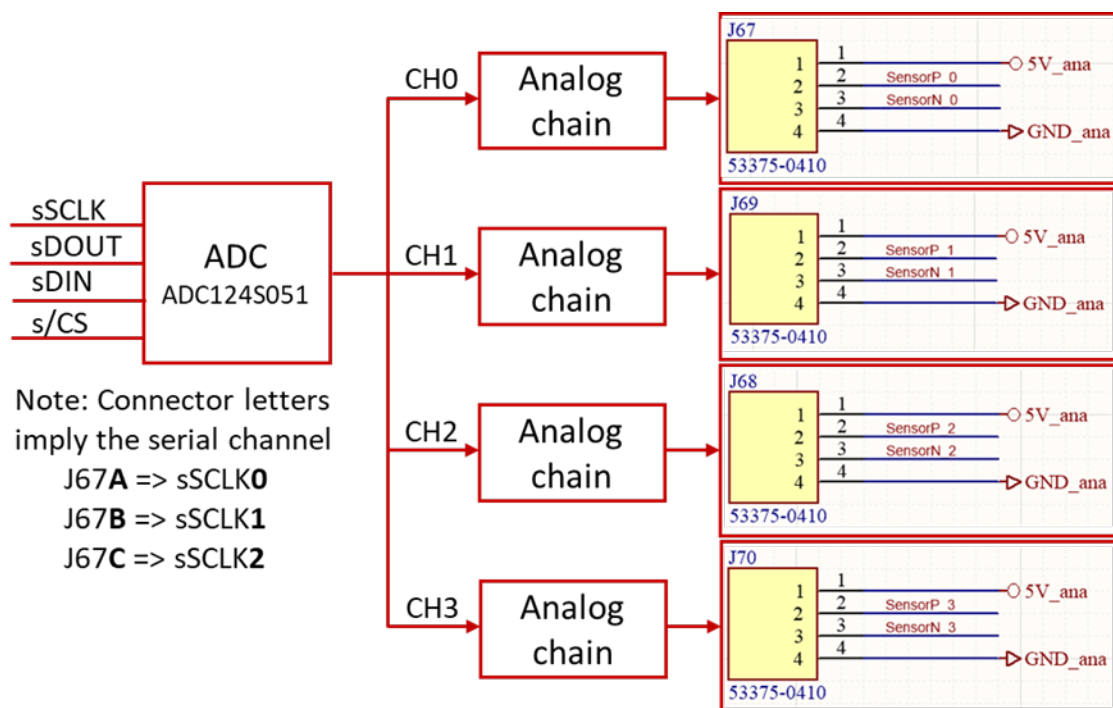 sSCLK
sDOUT
sDIN
s/CS
ADC
ADC124S051
Note: Connector letters
imply the serial channel
J67A => sSCLK0
J67B => sSCLK1
J67C => sSCLK2
CH0
Analog
chain
J67
1 1 5V_ana
2 2 SensorP_0
3 3 SensorN_0
4 4 GND_ana
53375-0410
CH1
Analog
chain
J69
1 1 5V_ana
2 2 SensorP_1
3 3 SensorN_1
4 4 GND_ana
53375-0410
CH2
Analog
chain
J68
1 1 5V_ana
2 2 SensorP_2
3 3 SensorN_2
4 4 GND_ana
53375-0410
CH3
Analog
chain
J70
1 1 5V_ana
2 2 SensorP_3
3 3 SensorN_3
4 4 GND_ana
53375-0410